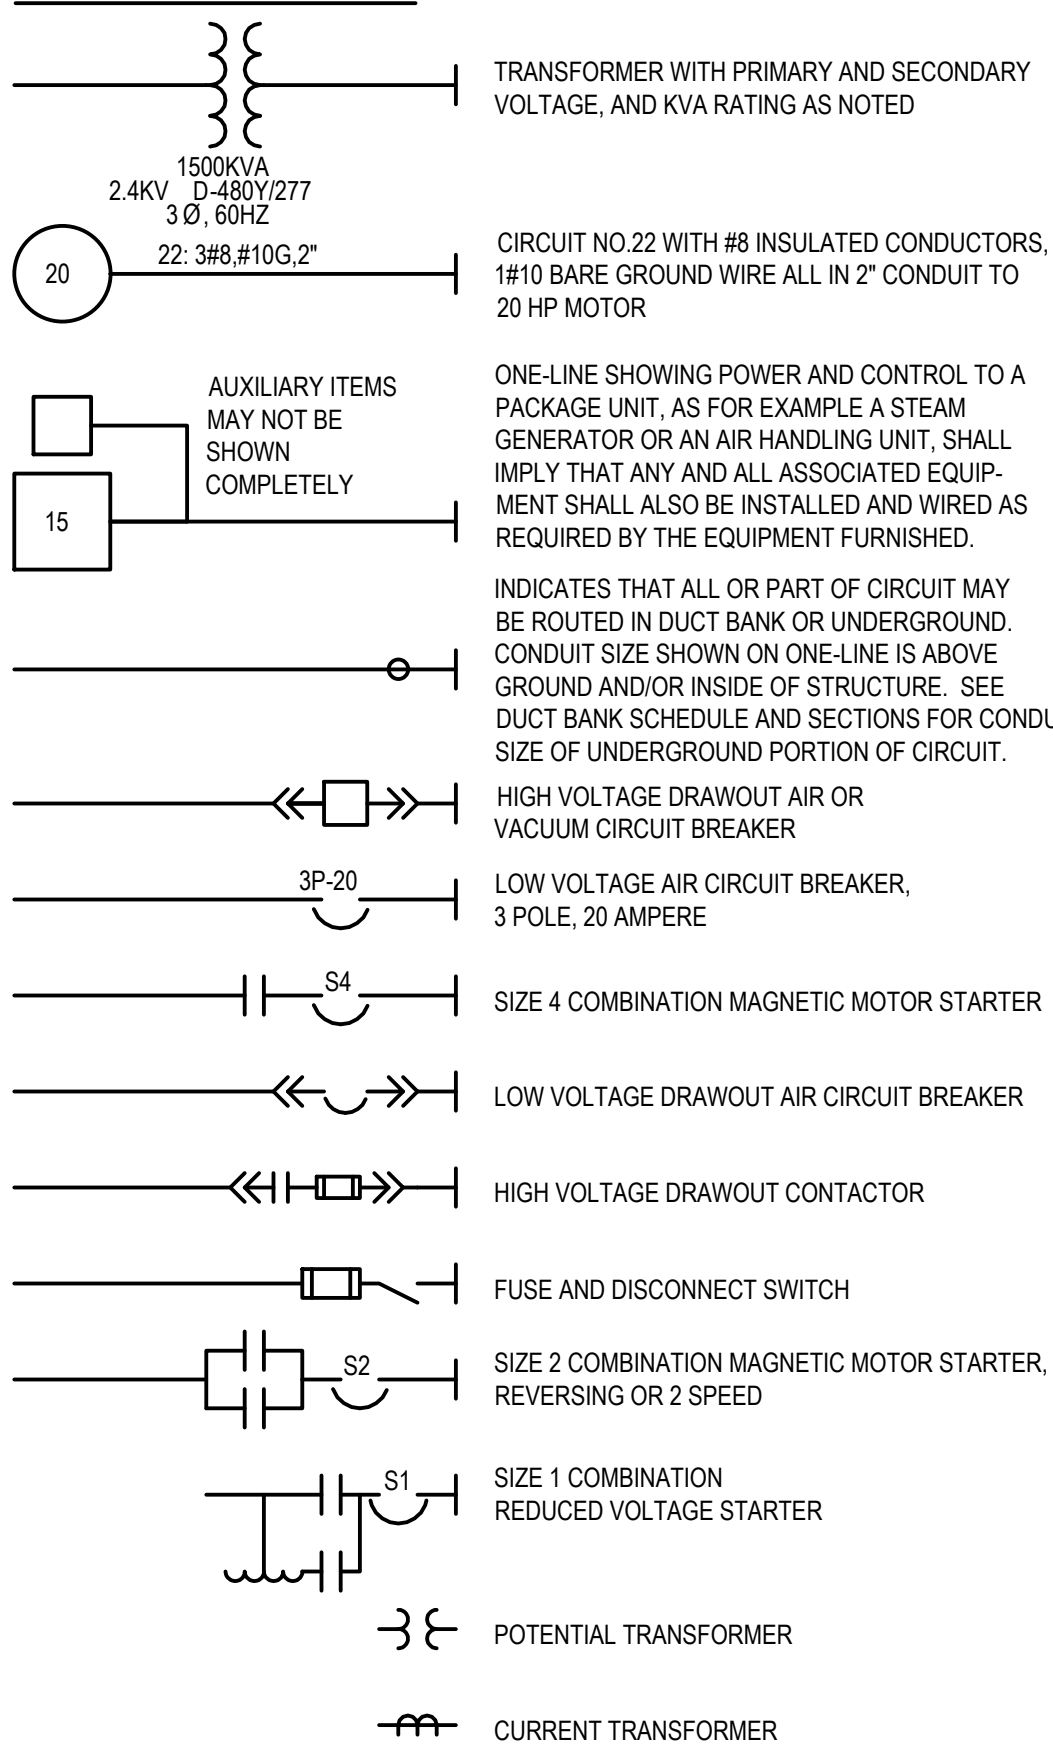 TRANSFORMER WITH PRIMARY AND SECONDARY
VOLTAGE, AND KVA RATING AS NOTED
1500KVA
2.4KV D-480Y/277
3 Ø, 60HZ
20
22: 3#8,#10G,2"
CIRCUIT NO.22 WITH #8 INSULATED CONDUCTORS,
1#10 BARE GROUND WIRE ALL IN 2" CONDUIT TO
20 HP MOTOR
AUXILIARY ITEMS
MAY NOT BE
SHOWN
COMPLETELY
15
ONE-LINE SHOWING POWER AND CONTROL TO A
PACKAGE UNIT, AS FOR EXAMPLE A STEAM
GENERATOR OR AN AIR HANDLING UNIT, SHALL
IMPLY THAT ANY AND ALL ASSOCIATED EQUIP-
MENT SHALL ALSO BE INSTALLED AND WIRED AS
REQUIRED BY THE EQUIPMENT FURNISHED.
INDICATES THAT ALL OR PART OF CIRCUIT MAY
BE ROUTED IN DUCT BANK OR UNDERGROUND.
CONDUIT SIZE SHOWN ON ONE-LINE IS ABOVE
GROUND AND/OR INSIDE OF STRUCTURE. SEE
DUCT BANK SCHEDULE AND SECTIONS FOR
SIZE OF UNDERGROUND PORTION OF CIRCUIT.
HIGH VOLTAGE DRAWOUT AIR OR
VACUUM CIRCUIT BREAKER
3P-20
LOW VOLTAGE AIR CIRCUIT BREAKER,
3 POLE, 20 AMPERE
S4
SIZE 4 COMBINATION MAGNETIC MOTOR STARTER
LOW VOLTAGE DRAWOUT AIR CIRCUIT BREAKER
HIGH VOLTAGE DRAWOUT CONTACTOR
FUSE AND DISCONNECT SWITCH
S2
SIZE 2 COMBINATION MAGNETIC MOTOR STARTER,
REVERSING OR 2 SPEED
S1
SIZE 1 COMBINATION
REDUCED VOLTAGE STARTER
POTENTIAL TRANSFORMER
CURRENT TRANSFORMER